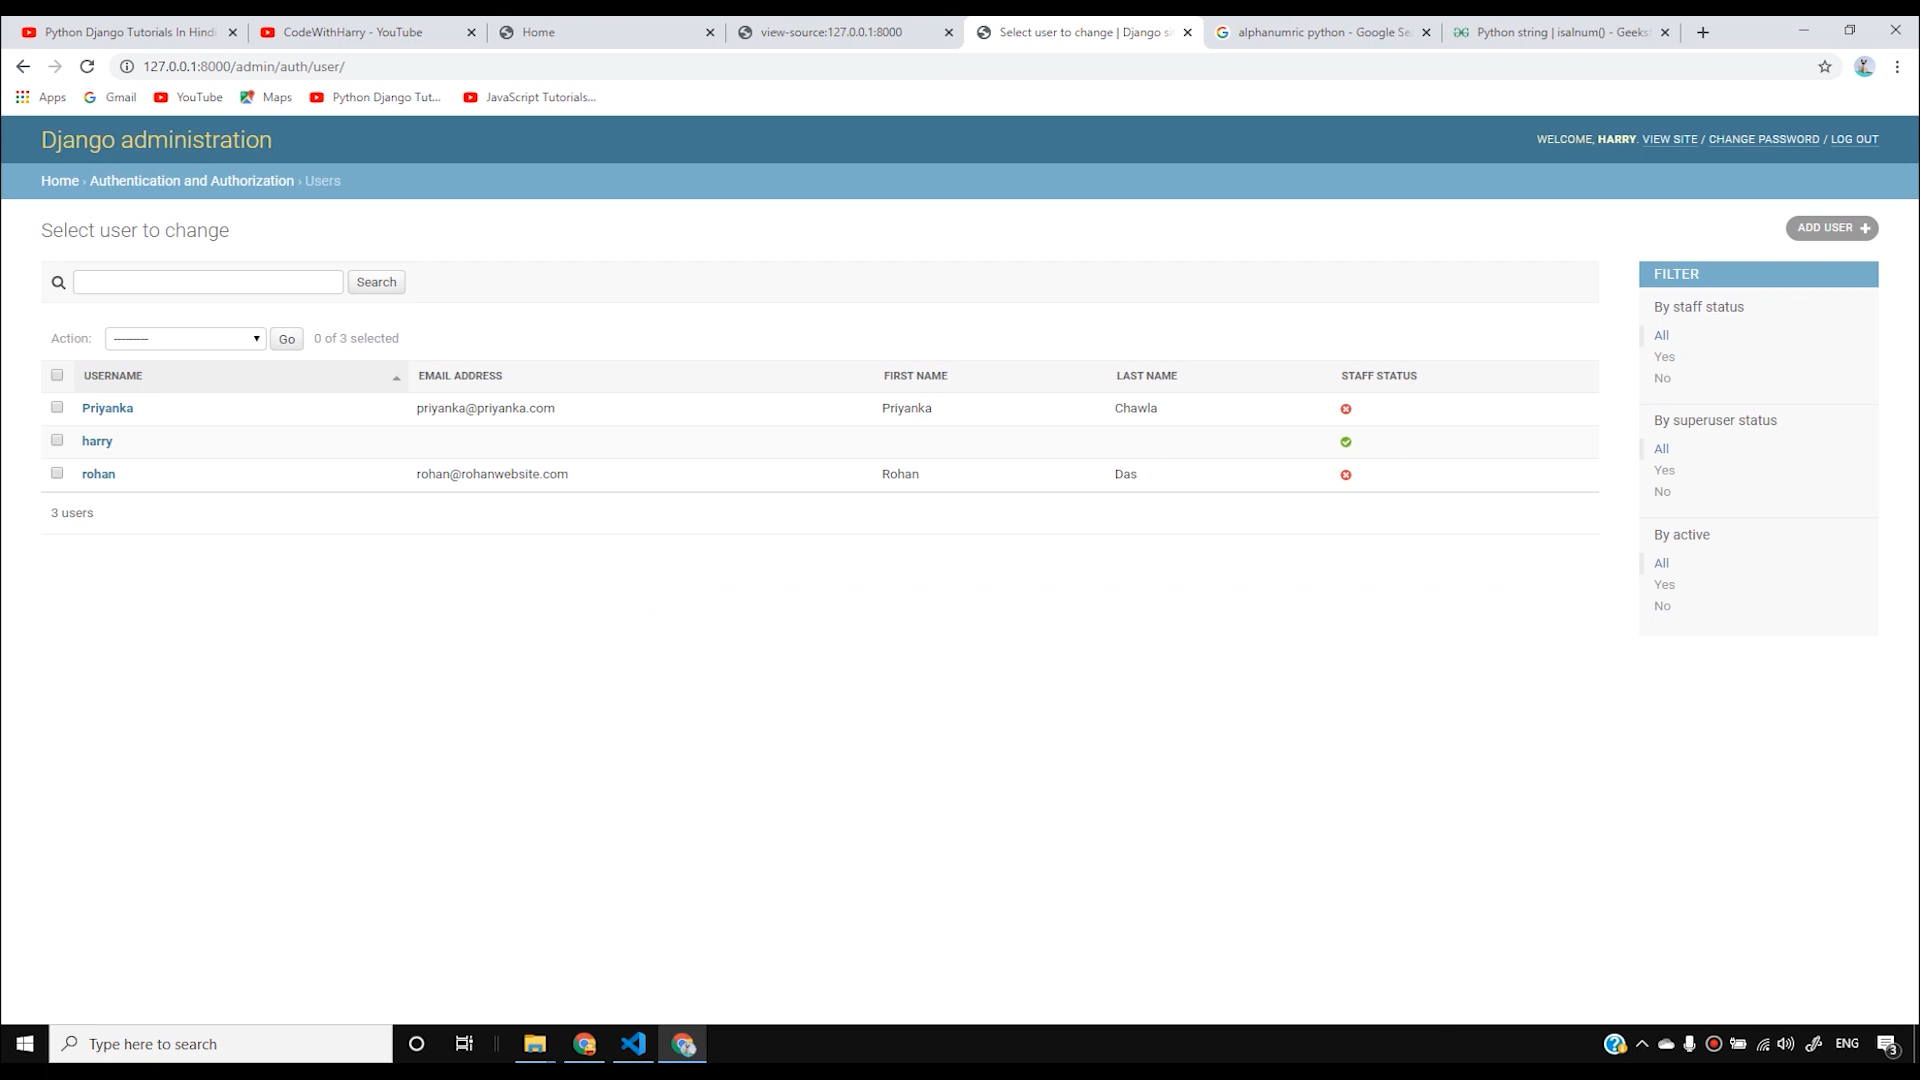 Python Django Tutorials In Hindi
CodeWithHarry - YouTube
Home
view-source:127.0.0.1:8000
Select user to change | Django si
alphanumric python - Google Se
Python string | isalnum() - Geeks
127.0.0.1:8000/admin/auth/user/
Apps
Gmail
YouTube
Maps
Python Django Tut...
JavaScript Tutorials...
Django administration
WELCOME, HARRY. VIEW SITE / CHANGE PASSWORD / LOG OUT
Home › Authentication and Authorization › Users
Select user to change
ADD USER +
Search
Action: --------- Go 0 of 3 selected
USERNAME EMAIL ADDRESS FIRST NAME LAST NAME STAFF STATUS
Priyanka priyanka@priyanka.com Priyanka Chawla
harry
rohan rohan@rohanwebsite.com Rohan Das
3 users
FILTER
By staff status
All
Yes
No
By superuser status
All
Yes
No
By active
All
Yes
No
Type here to search
ENG
3